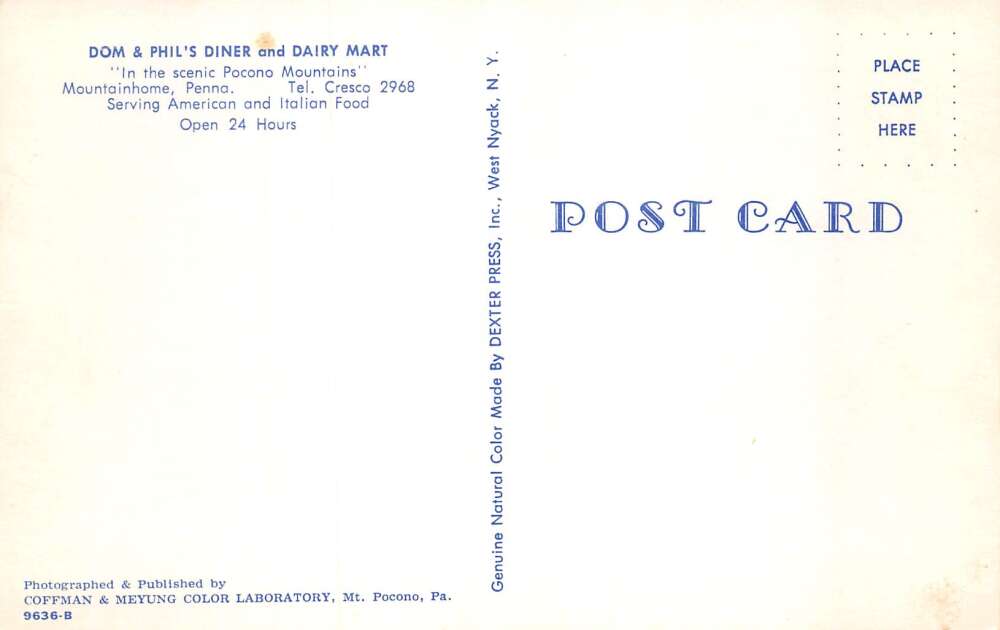 DOM & PHIL'S DINER and DAIRY MART
"In the scenic Pocono Mountains"
Mountainhome, Penna. Tel. Cresco 2968
Serving American and Italian Food
Open 24 Hours
Genuine Natural Color Made By DEXTER PRESS, Inc., West Nyack, N. Y.
PLACE
STAMP
HERE
POST CARD
Photographed & Published by
COFFMAN & MEYUNG COLOR LABORATORY, Mt. Pocono, Pa.
9636-B